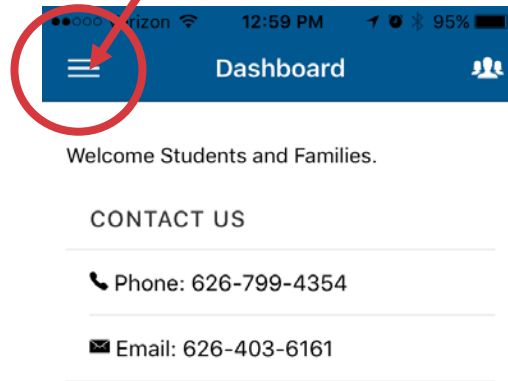 12:59 PM 95%
Dashboard
Welcome Students and Families.
CONTACT US
Phone: 626-799-4354
Email: 626-403-6161